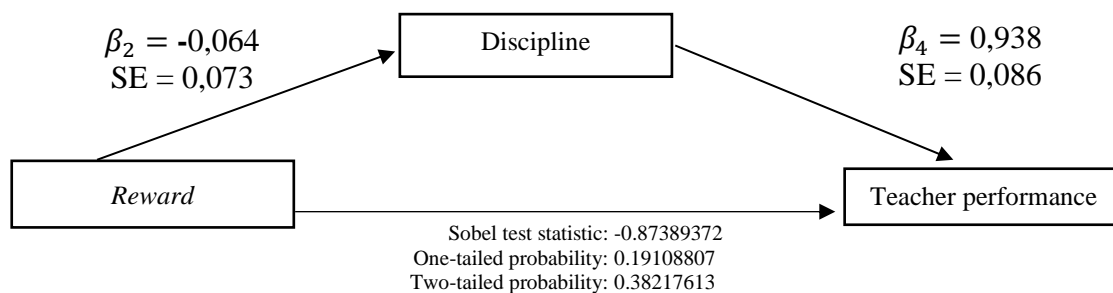 β₂ = -0,064
SE = 0,073
Discipline
β₄ = 0,938
SE = 0,086
Reward
Teacher performance
Sobel test statistic: -0.87389372
One-tailed probability: 0.19108807
Two-tailed probability: 0.38217613